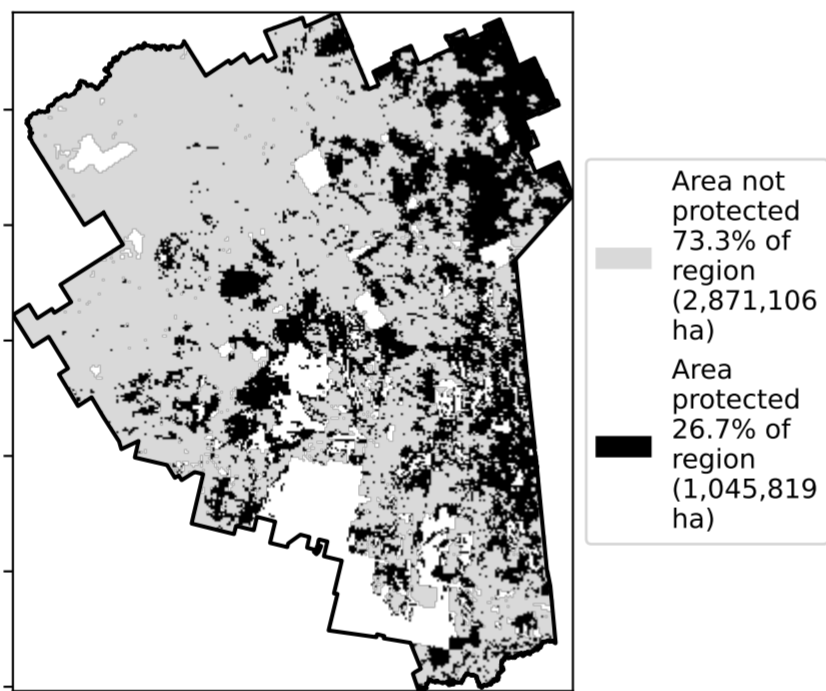 Area not
protected
73.3% of
region
(2,871,106
ha)
Area
protected
26.7% of
region
(1,045,819
ha)